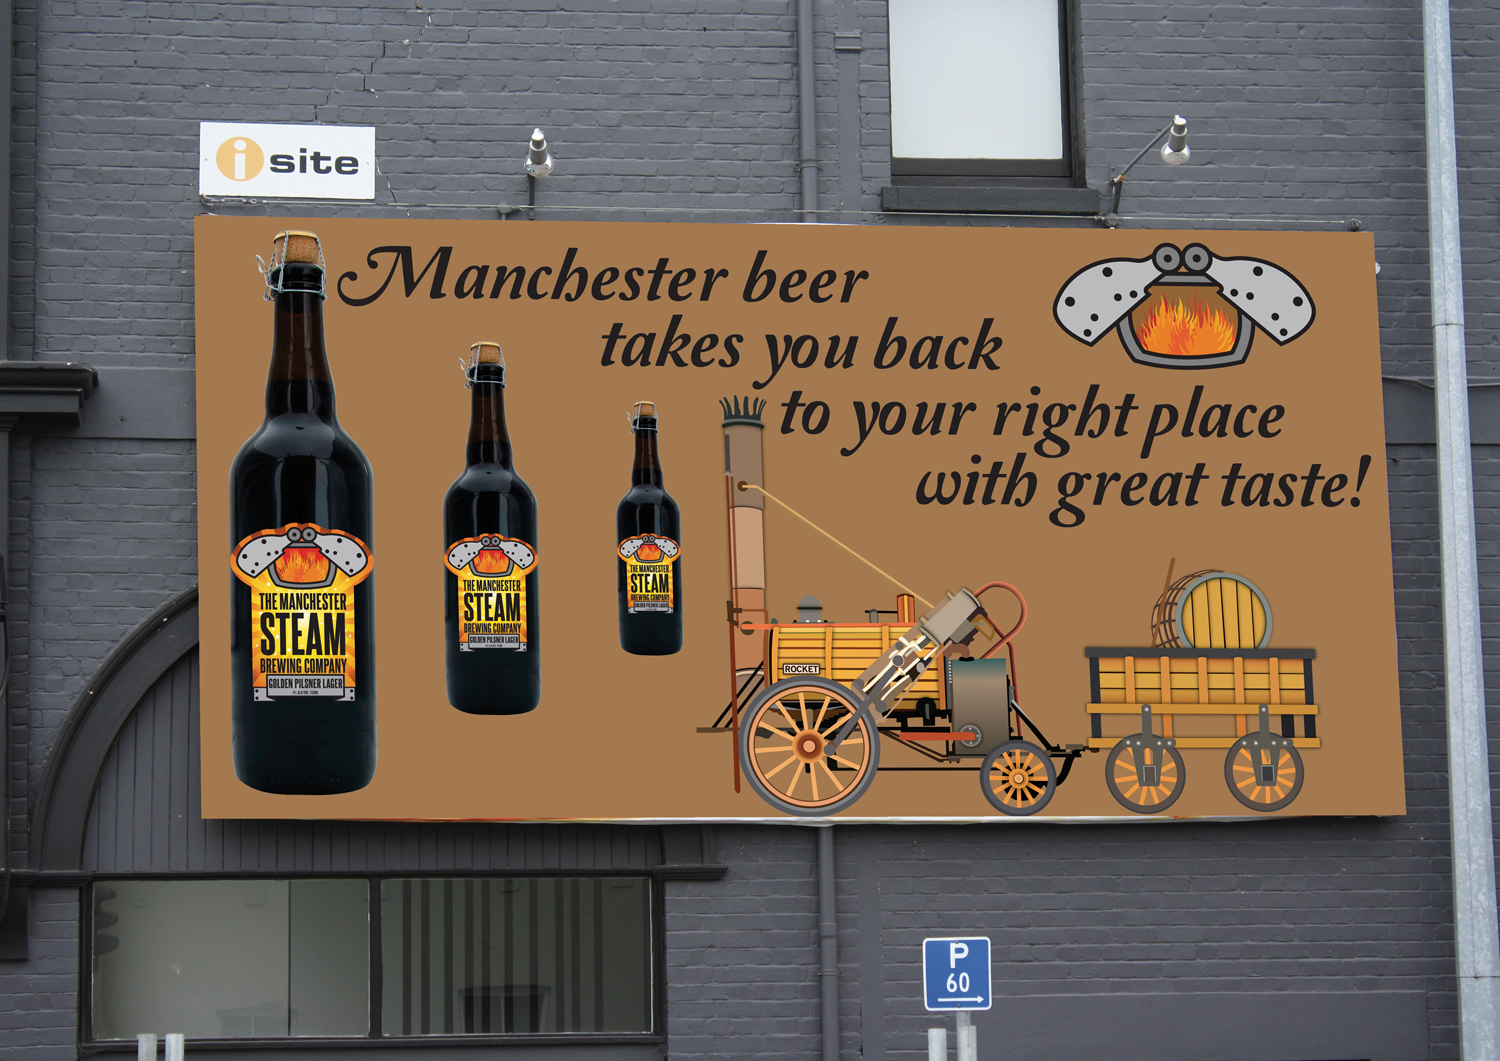 i site
Manchester beer
takes you back
to your right place
with great taste!
THE MANCHESTER
STEAM
BREWING COMPANY
GOLDEN PILSNER LAGER
THE MANCHESTER
STEAM
BREWING COMPANY
GOLDEN PILSNER LAGER
THE MANCHESTER
STEAM
BREWING COMPANY
GOLDEN PILSNER LAGER
ROCKET
P
60